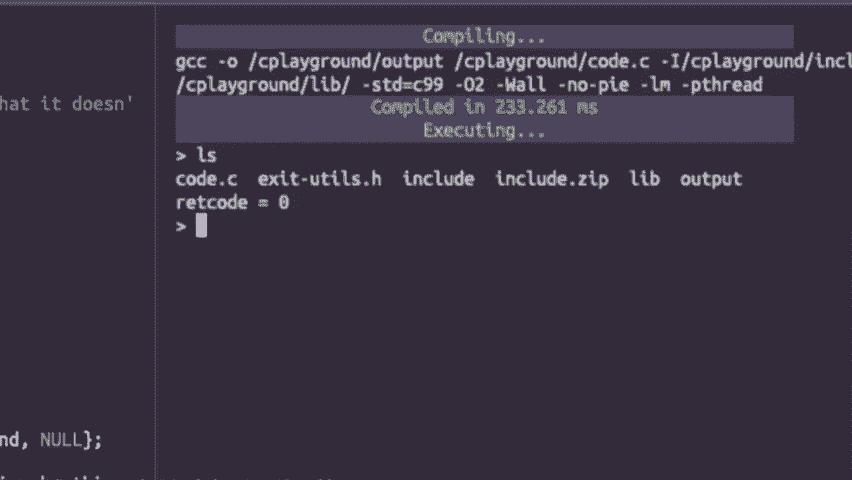 Compiling...
gcc -o /cplayground/output /cplayground/code.c -I/cplayground/incl
/cplayground/lib/ -std=c99 -O2 -Wall -no-pie -lm -pthread
hat it doesn'
Compiled in 233.261 ms
Executing...
> ls
code.c exit-utils.h include include.zip lib output
retcode = 0
>
nd, NULL};